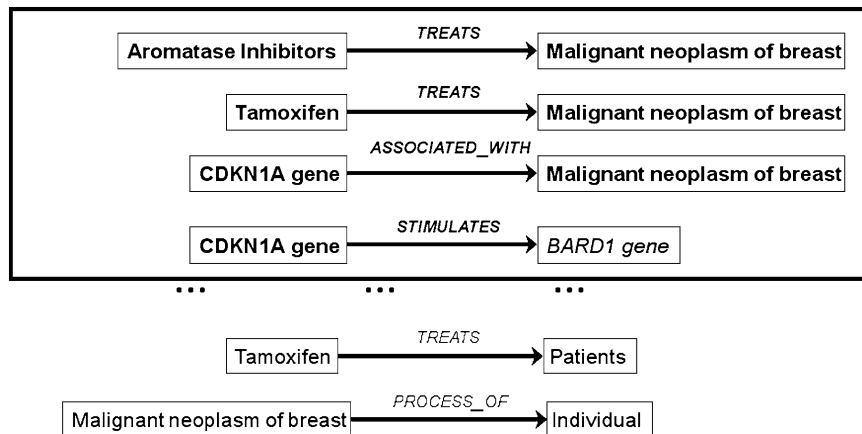 TREATS
Aromatase Inhibitors Malignant neoplasm of breast
TREATS
Tamoxifen Malignant neoplasm of breast
ASSOCIATED_WITH
CDKN1A gene Malignant neoplasm of breast
STIMULATES
CDKN1A gene BARD1 gene
... ... ...
TREATS
Tamoxifen Patients
PROCESS_OF
Malignant neoplasm of breast Individual